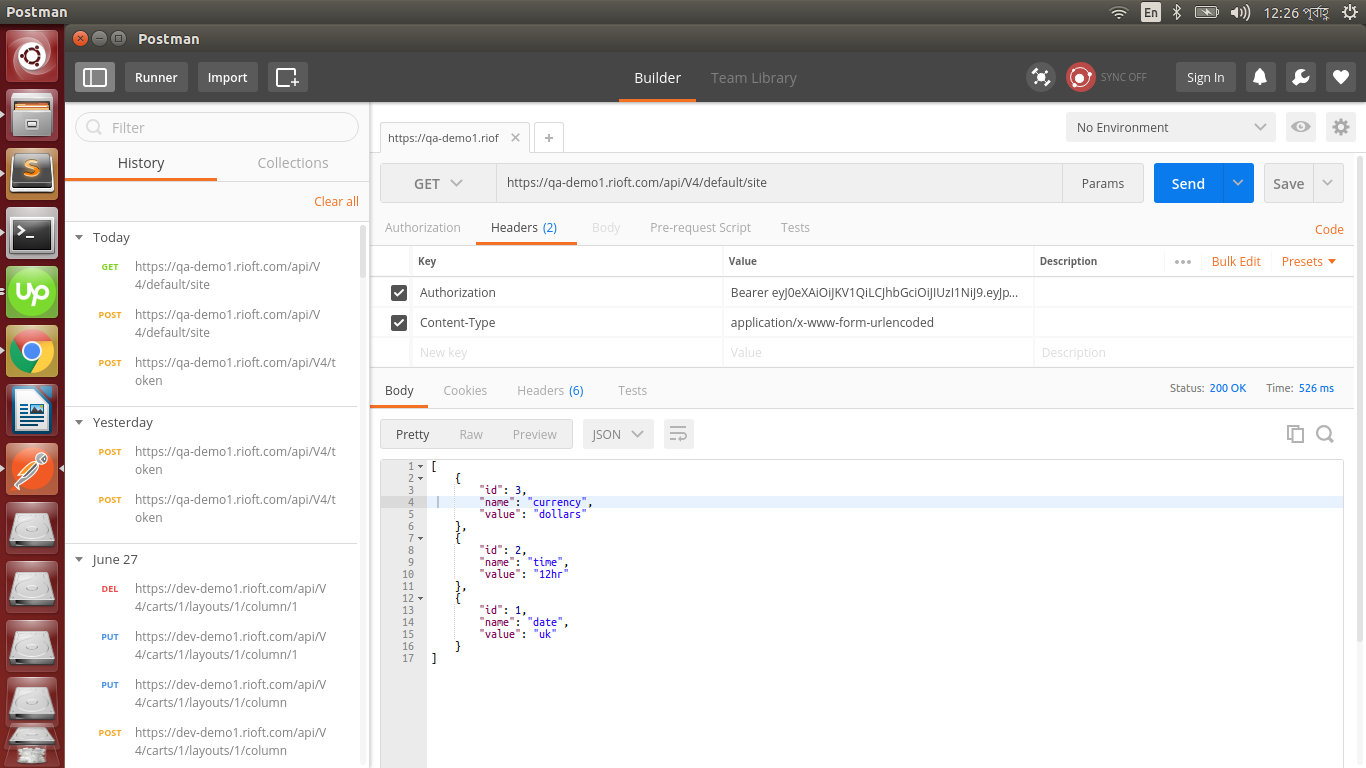 Postman
En
12:26 পূর্বাহ্ণ
Postman
Runner
Import
Builder
Team Library
SYNC OFF
Sign In
Filter
History
Collections
Clear all
Today
GET https://qa-demo1.rioft.com/api/V
4/default/site
POST https://qa-demo1.rioft.com/api/V
4/default/site
POST https://qa-demo1.rioft.com/api/V4/t
oken
Yesterday
POST https://qa-demo1.rioft.com/api/V4/t
oken
POST https://qa-demo1.rioft.com/api/V4/t
oken
June 27
DEL https://dev-demo1.rioft.com/api/V
4/carts/1/layouts/1/column/1
PUT https://dev-demo1.rioft.com/api/V
4/carts/1/layouts/1/column/1
PUT https://dev-demo1.rioft.com/api/V
4/carts/1/layouts/1/column
POST https://dev-demo1.rioft.com/api/V
4/carts/1/layouts/1/column
https://qa-demo1.riof
No Environment
GET https://qa-demo1.rioft.com/api/V4/default/site Params Send Save
Authorization Headers (2) Body Pre-request Script Tests Code
Key Value Description ••• Bulk Edit Presets
Authorization Bearer eyJ0eXAiOiJKV1QiLCJhbGciOiJIUzI1NiJ9.eyJp...
Content-Type application/x-www-form-urlencoded
New key Value Description
Body Cookies Headers (6) Tests Status: 200 OK Time: 526 ms
Pretty Raw Preview JSON
1 [
2 {
3 "id": 3,
4 "name": "currency",
5 "value": "dollars"
6 },
7 {
8 "id": 2,
9 "name": "time",
10 "value": "12hr"
11 },
12 {
13 "id": 1,
14 "name": "date",
15 "value": "uk"
16 }
17 ]